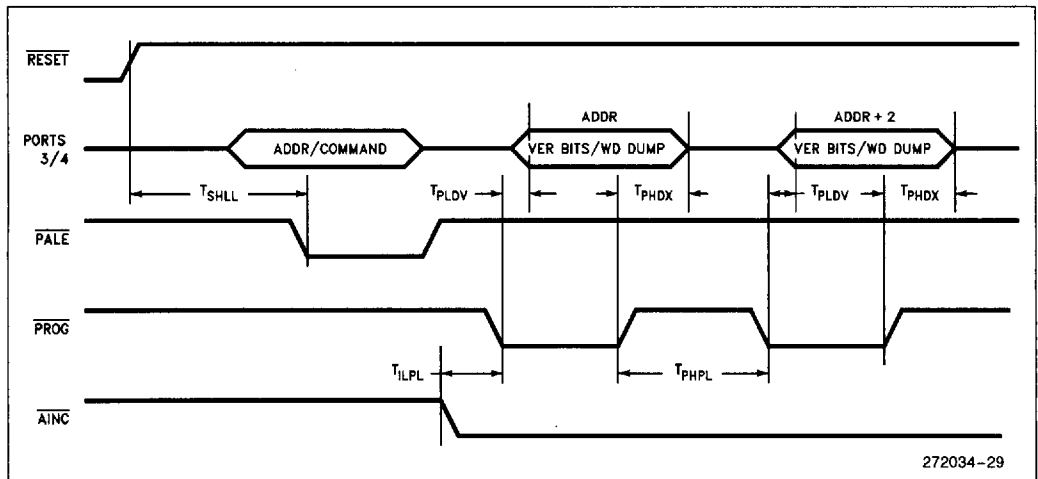 RESET
ADDR
ADDR + 2
PORTS
3/4
ADDR/COMMAND
VER BITS/WD DUMP
VER BITS/WD DUMP
TSHLL
TPLDV
TPHDX
TPLDV
TPHDX
PALE
PROG
TILPL
TPHPL
AINC
272034-29